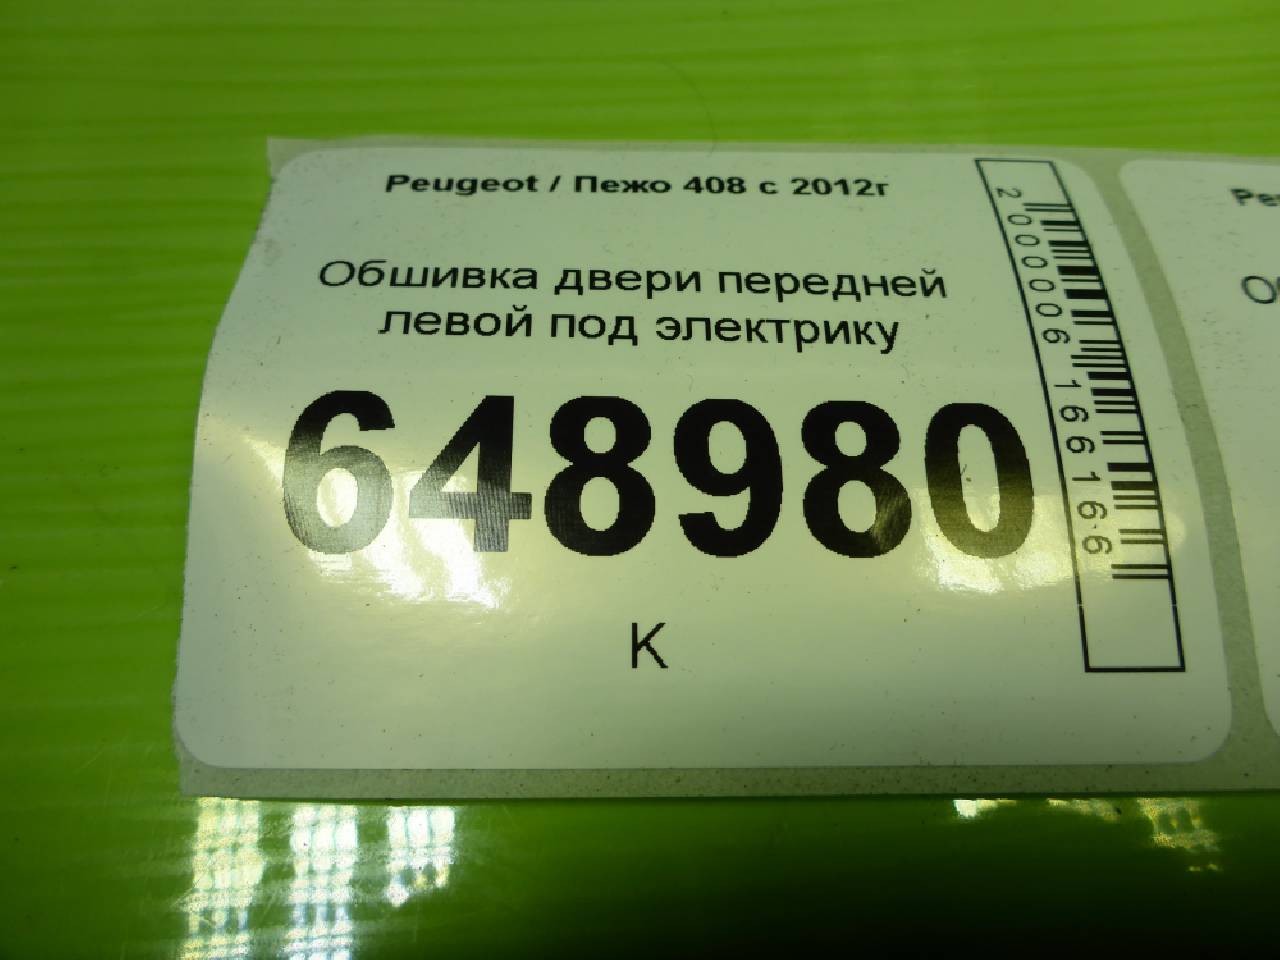 Peugeot / Пежо 408 с 2012г
Обшивка двери передней
левой под электрику
648980
К
2000006166166